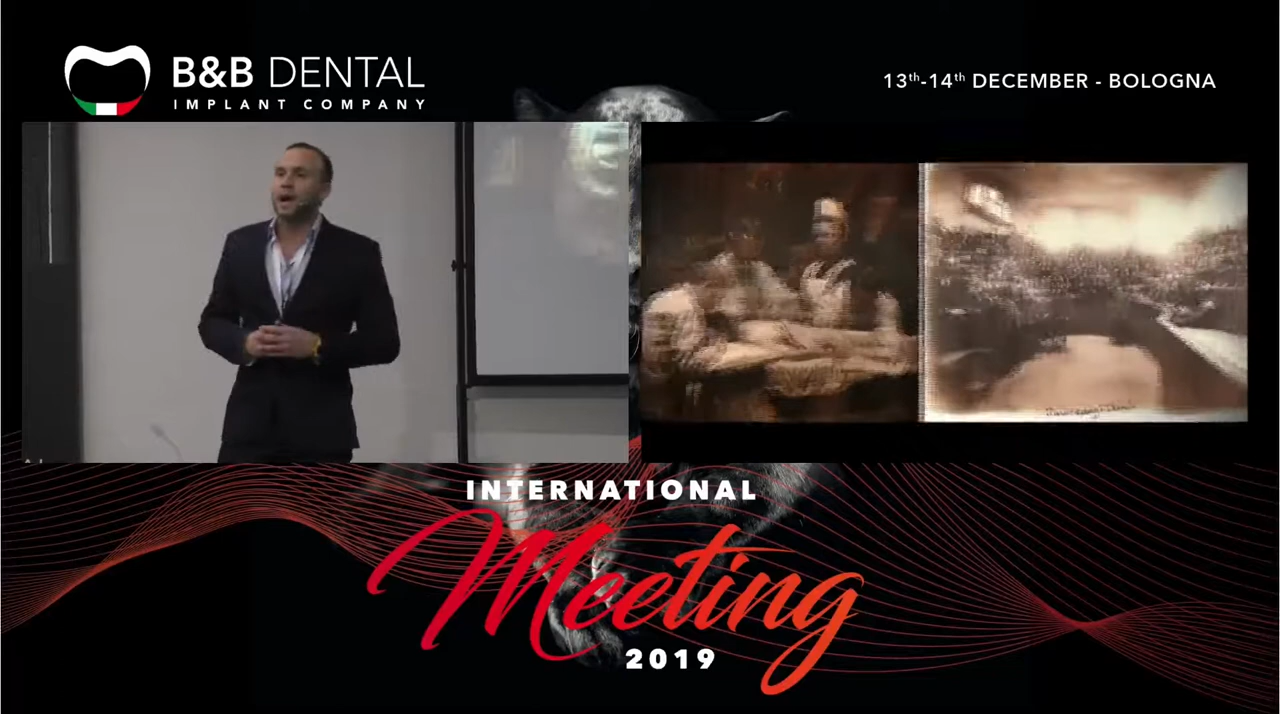 B&B DENTAL
IMPLANT COMPANY
13th-14th DECEMBER - BOLOGNA
INTERNATIONAL
Meeting
2019